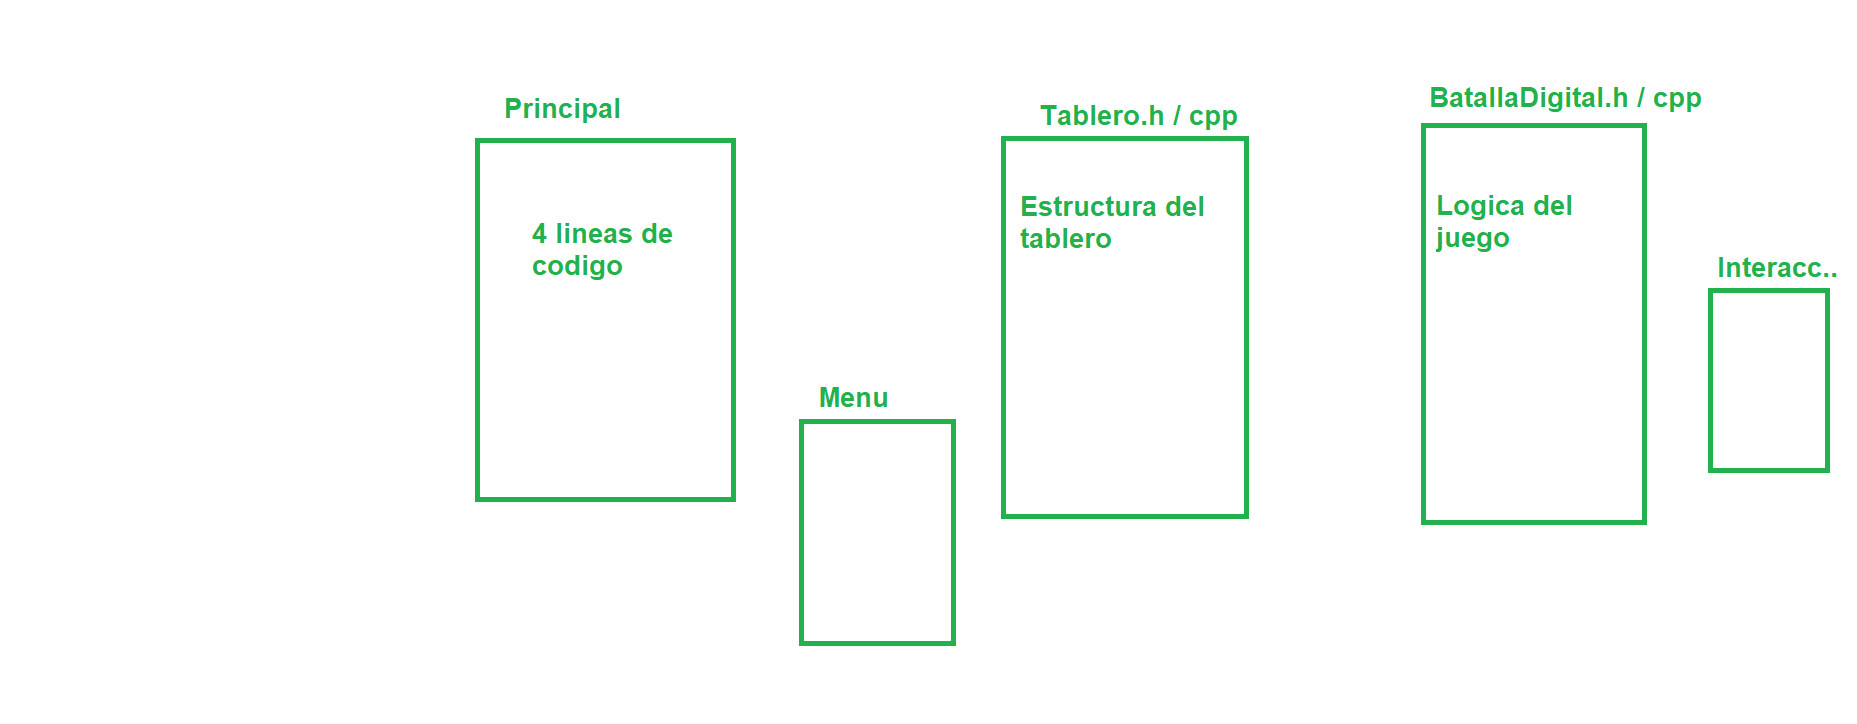 Principal
4 lineas de
codigo
Menu
Tablero.h / cpp
Estructura del
tablero
BatallaDigital.h / cpp
Logica del
juego
Interacc..